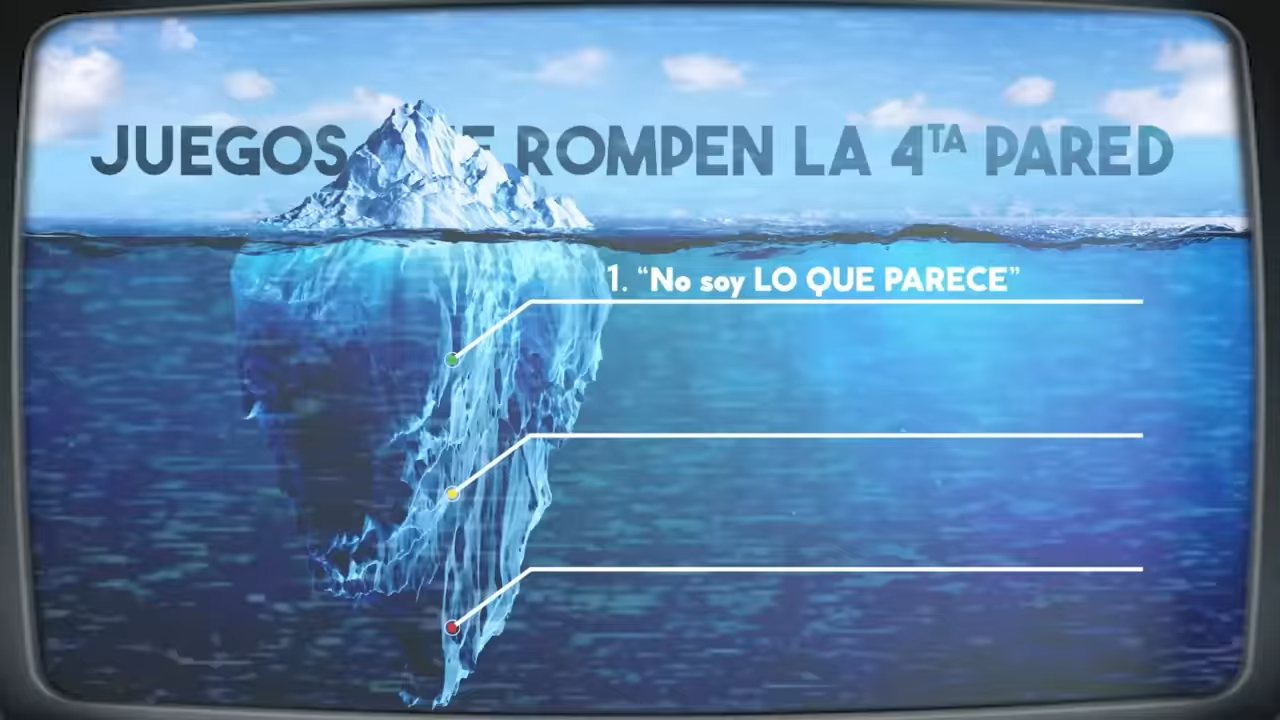 JUEGOS ROMPEN LA 4TA PARED
1. “No soy LO QUE PARECE”